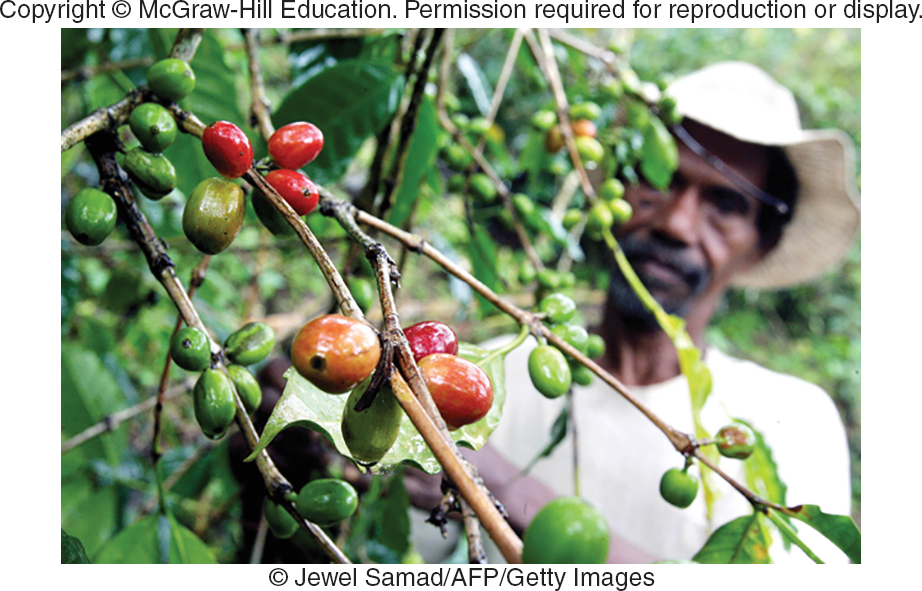 Copyright © McGraw-Hill Education. Permission required for reproduction or display.
© Jewel Samad/AFP/Getty Images